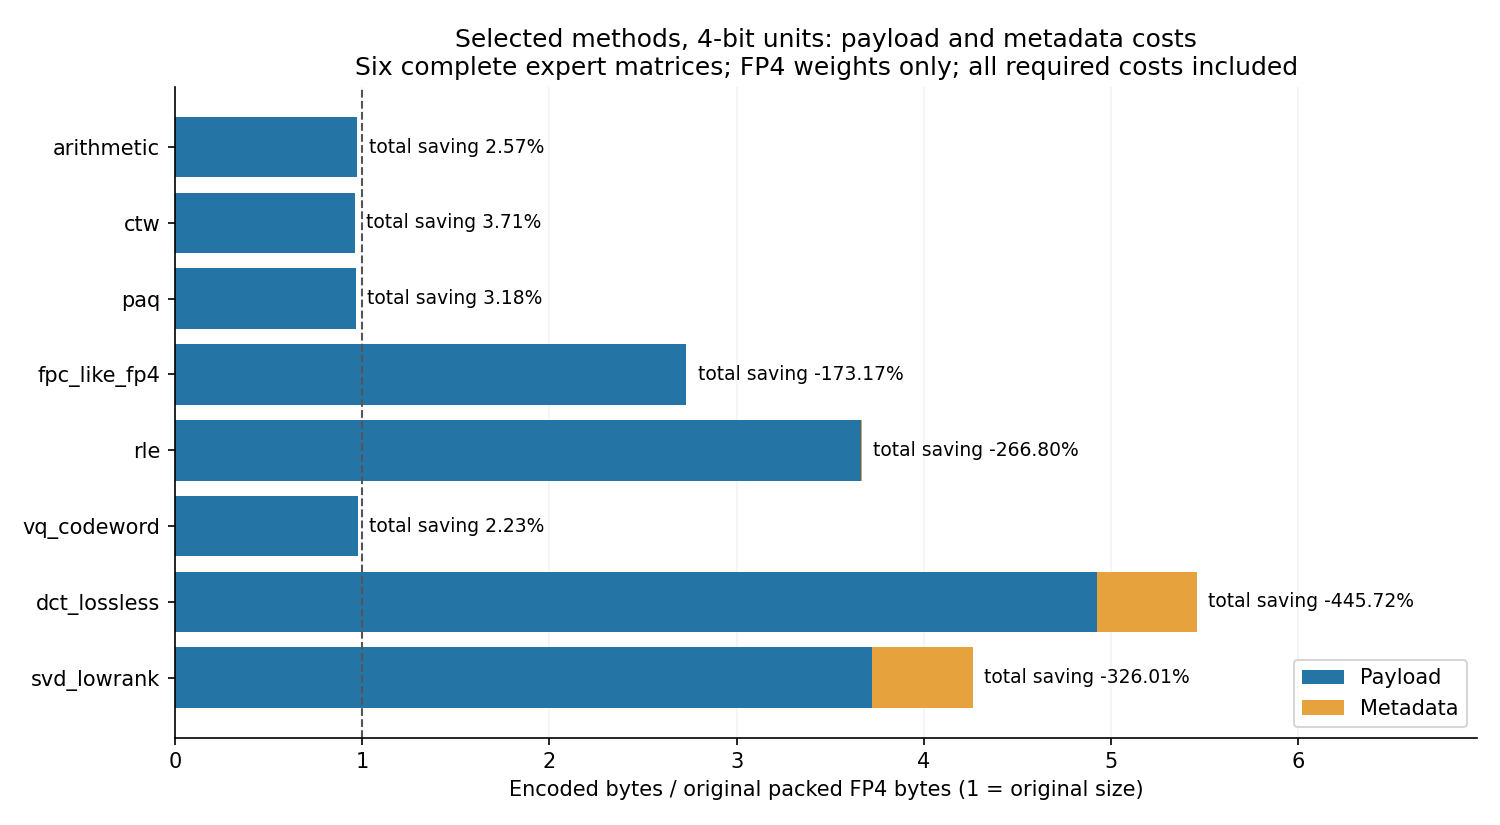 Selected methods, 4-bit units: payload and metadata costs
Six complete expert matrices; FP4 weights only; all required costs included
arithmetic
total saving 2.57%
ctw
total saving 3.71%
paq
total saving 3.18%
fpc_like_fp4
total saving -173.17%
rle
total saving -266.80%
vq_codeword
total saving 2.23%
dct_lossless
total saving -445.72%
svd_lowrank
total saving -326.01%
Payload
Metadata
0 1 2 3 4 5 6
Encoded bytes / original packed FP4 bytes (1 = original size)